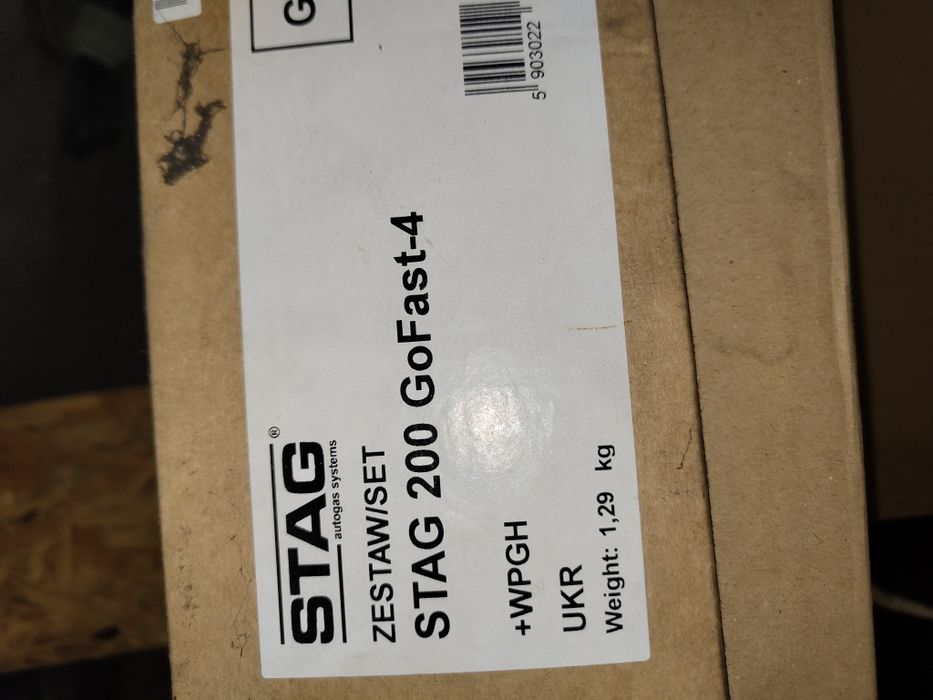 STAG®
autogas systems
ZESTAW/SET
STAG 200 GoFast-4
+WPGH
UKR
Weight: 1,29 kg
G
5 903022